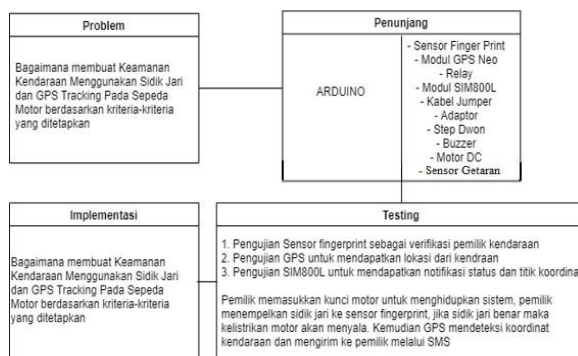 Problem
Bagaimana membuat Keamanan
Kendaraan Menggunakan Sidik Jari
dan GPS Tracking Pada Sepeda
Motor berdasarkan kriteria-kriteria
yang ditetapkan
Penunjang
ARDUINO
- Sensor Finger Print
- Modul GPS Neo
- Relay
- Modul SIM800L
- Kabel Jumper
- Adaptor
- Step Dwon
- Buzzer
- Motor DC
- Sensor Getaran
Implementasi
Bagaimana membuat Keamanan
Kendaraan Menggunakan Sidik Jari
dan GPS Tracking Pada Sepeda
Motor berdasarkan kriteria-kriteria
yang ditetapkan
Testing
1. Pengujian Sensor fingerprint sebagai verifikasi pemilik kendaraan
2. Pengujian GPS untuk mendapatkan lokasi dari kendraan
3. Pengujian SIM800L untuk mendapatkan notifikasi status dan titik koordina
Pemilik memasukkan kunci motor untuk menghidupkan sistem, pemilik
menempelkan sidik jari ke sensor fingerprint, jika sidik jari benar maka
kelistrikan motor akan menyala. Kemudian GPS mendeteksi koordinat
kendaraan dan mengirim ke pemilik melalui SMS